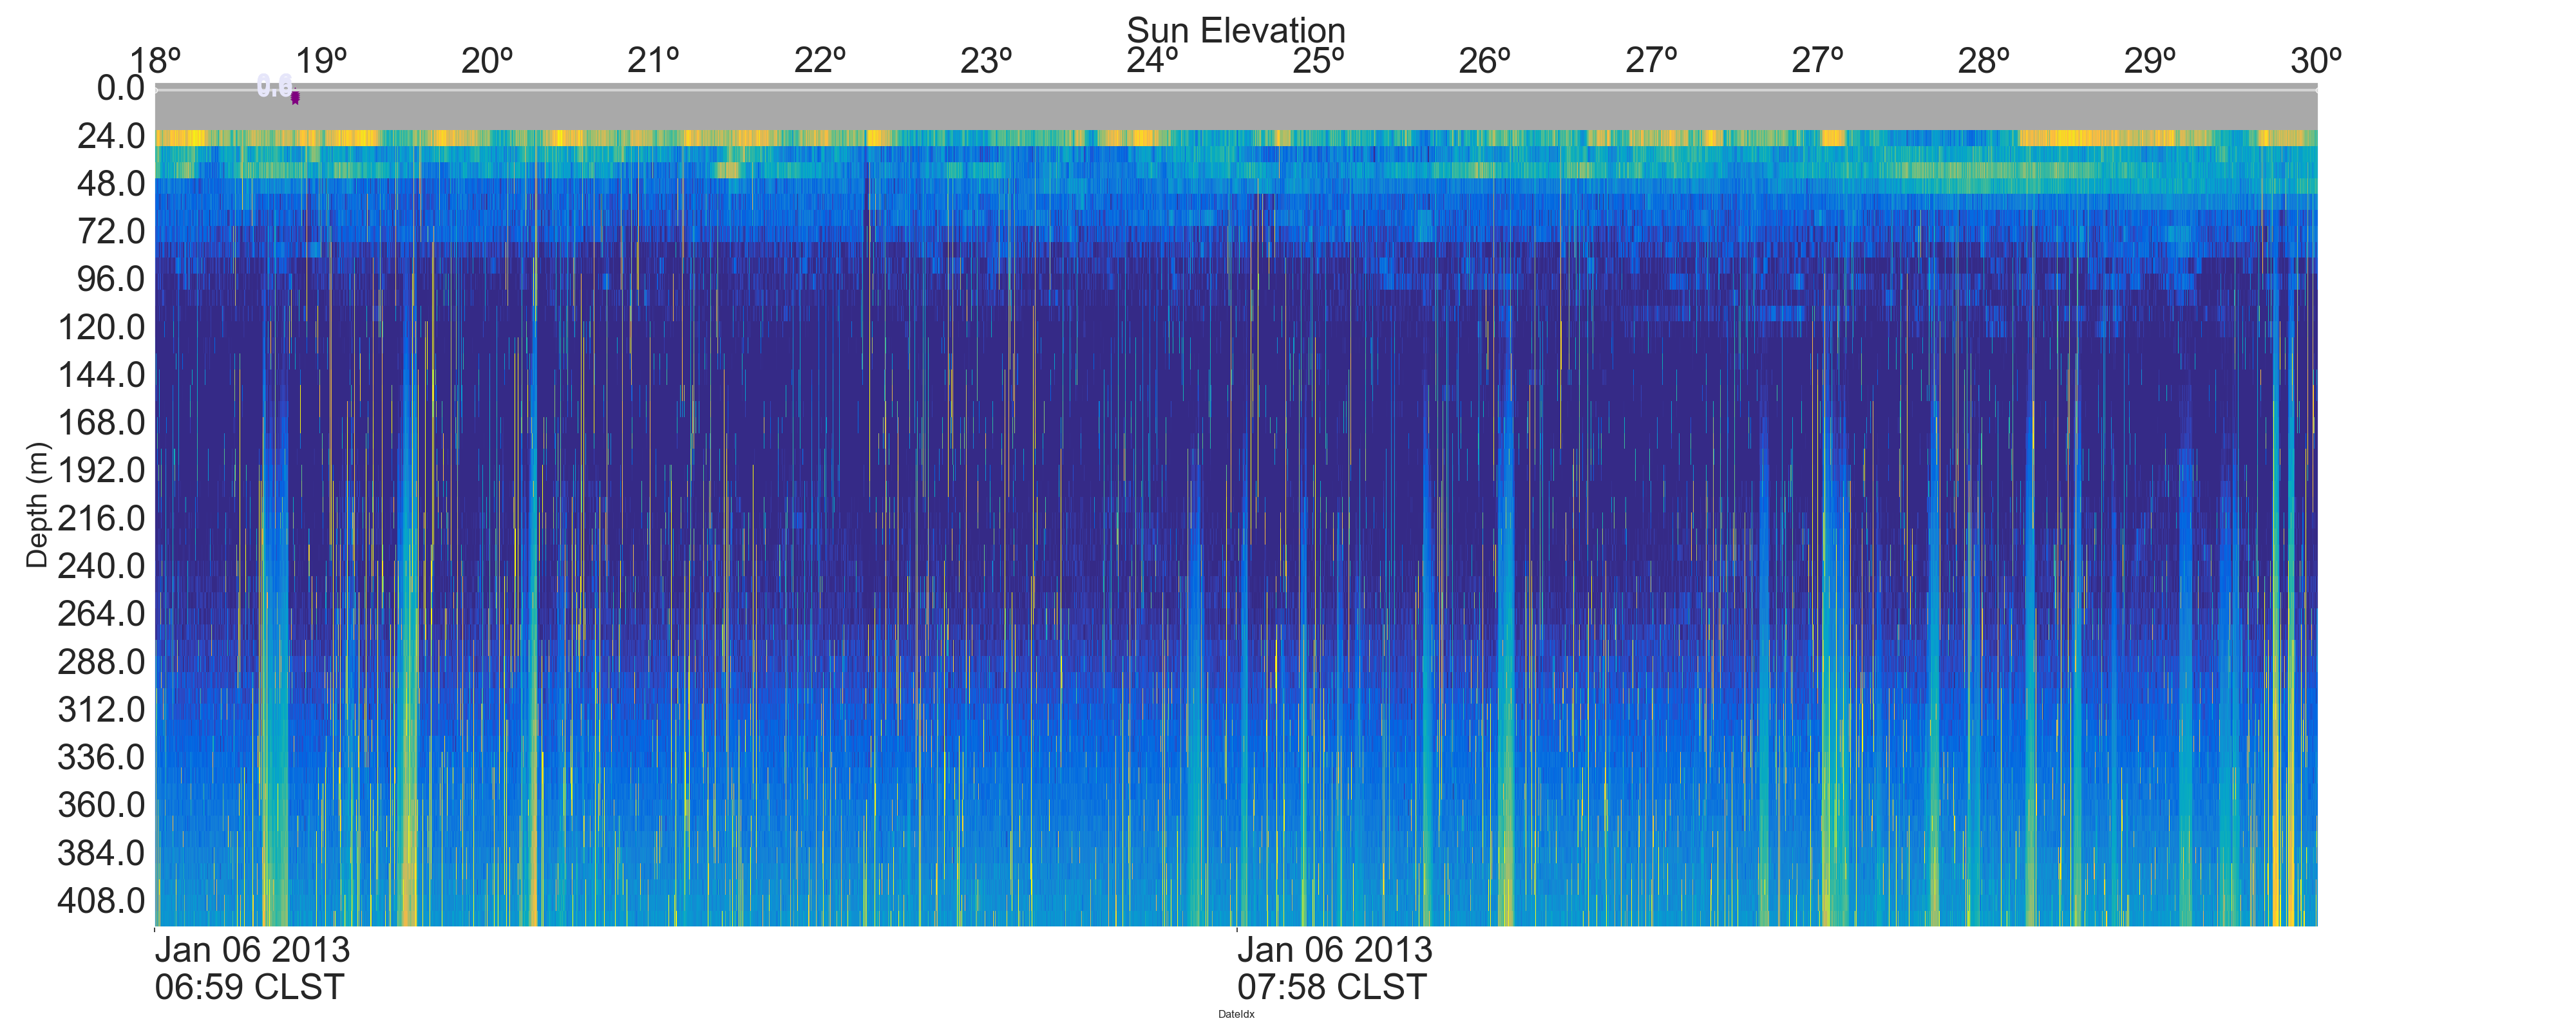 Sun Elevation
18º 19º 20º 21º 22º 23º 24º 25º 26º 27º 27º 28º 29º 30º
0.0
24.0
48.0
72.0
96.0
120.0
144.0
168.0
192.0
216.0
240.0
264.0
288.0
312.0
336.0
360.0
384.0
408.0
Depth (m)
Jan 06 2013
06:59 CLST
Jan 06 2013
07:58 CLST
DateIdx